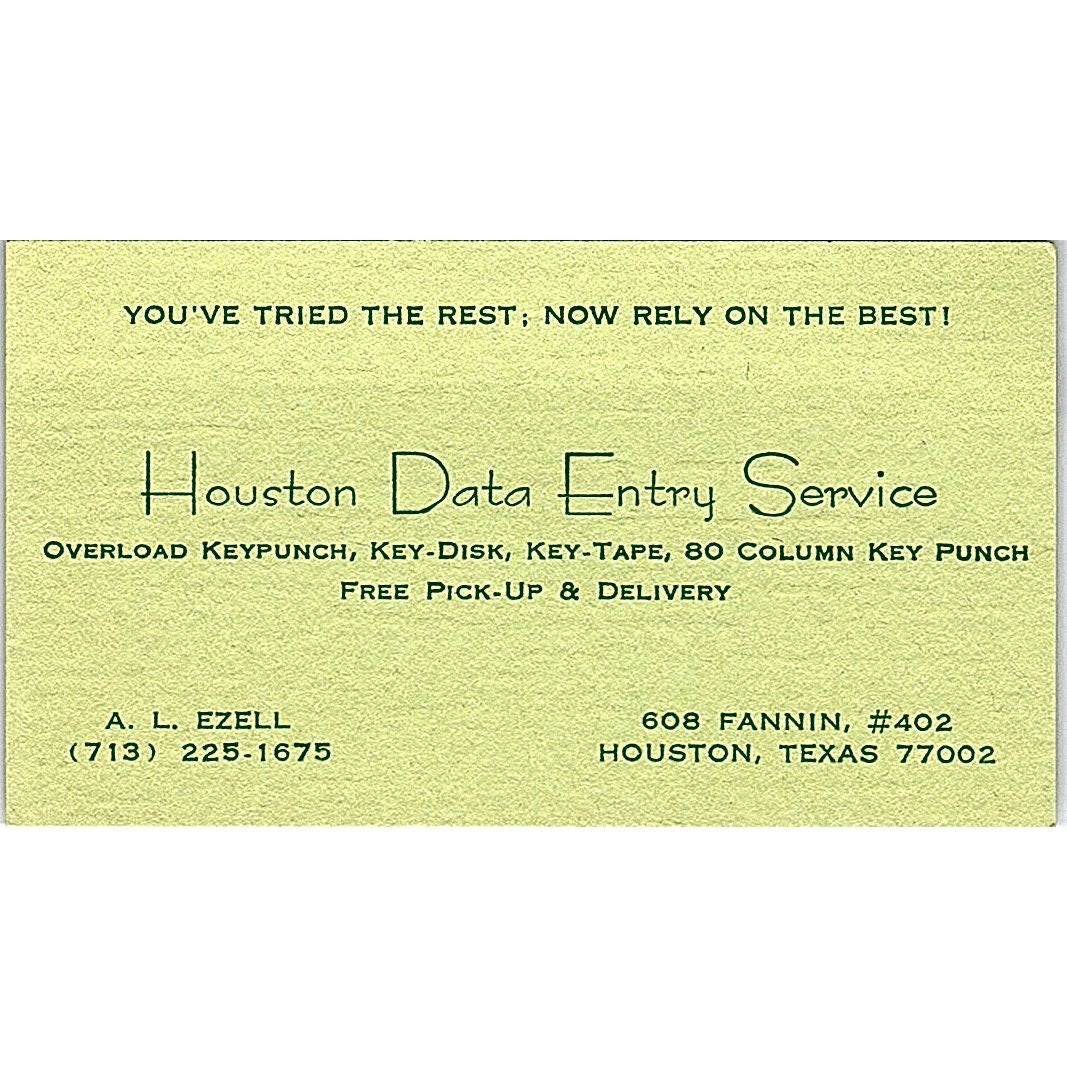 YOU'VE TRIED THE REST; NOW RELY ON THE BEST!
Houston Data Entry Service
OVERLOAD KEYPUNCH, KEY-DISK, KEY-TAPE, 80 COLUMN KEY PUNCH
FREE PICK-UP & DELIVERY
A. L. EZELL
(713) 225-1675
608 FANNIN, #402
HOUSTON, TEXAS 77002